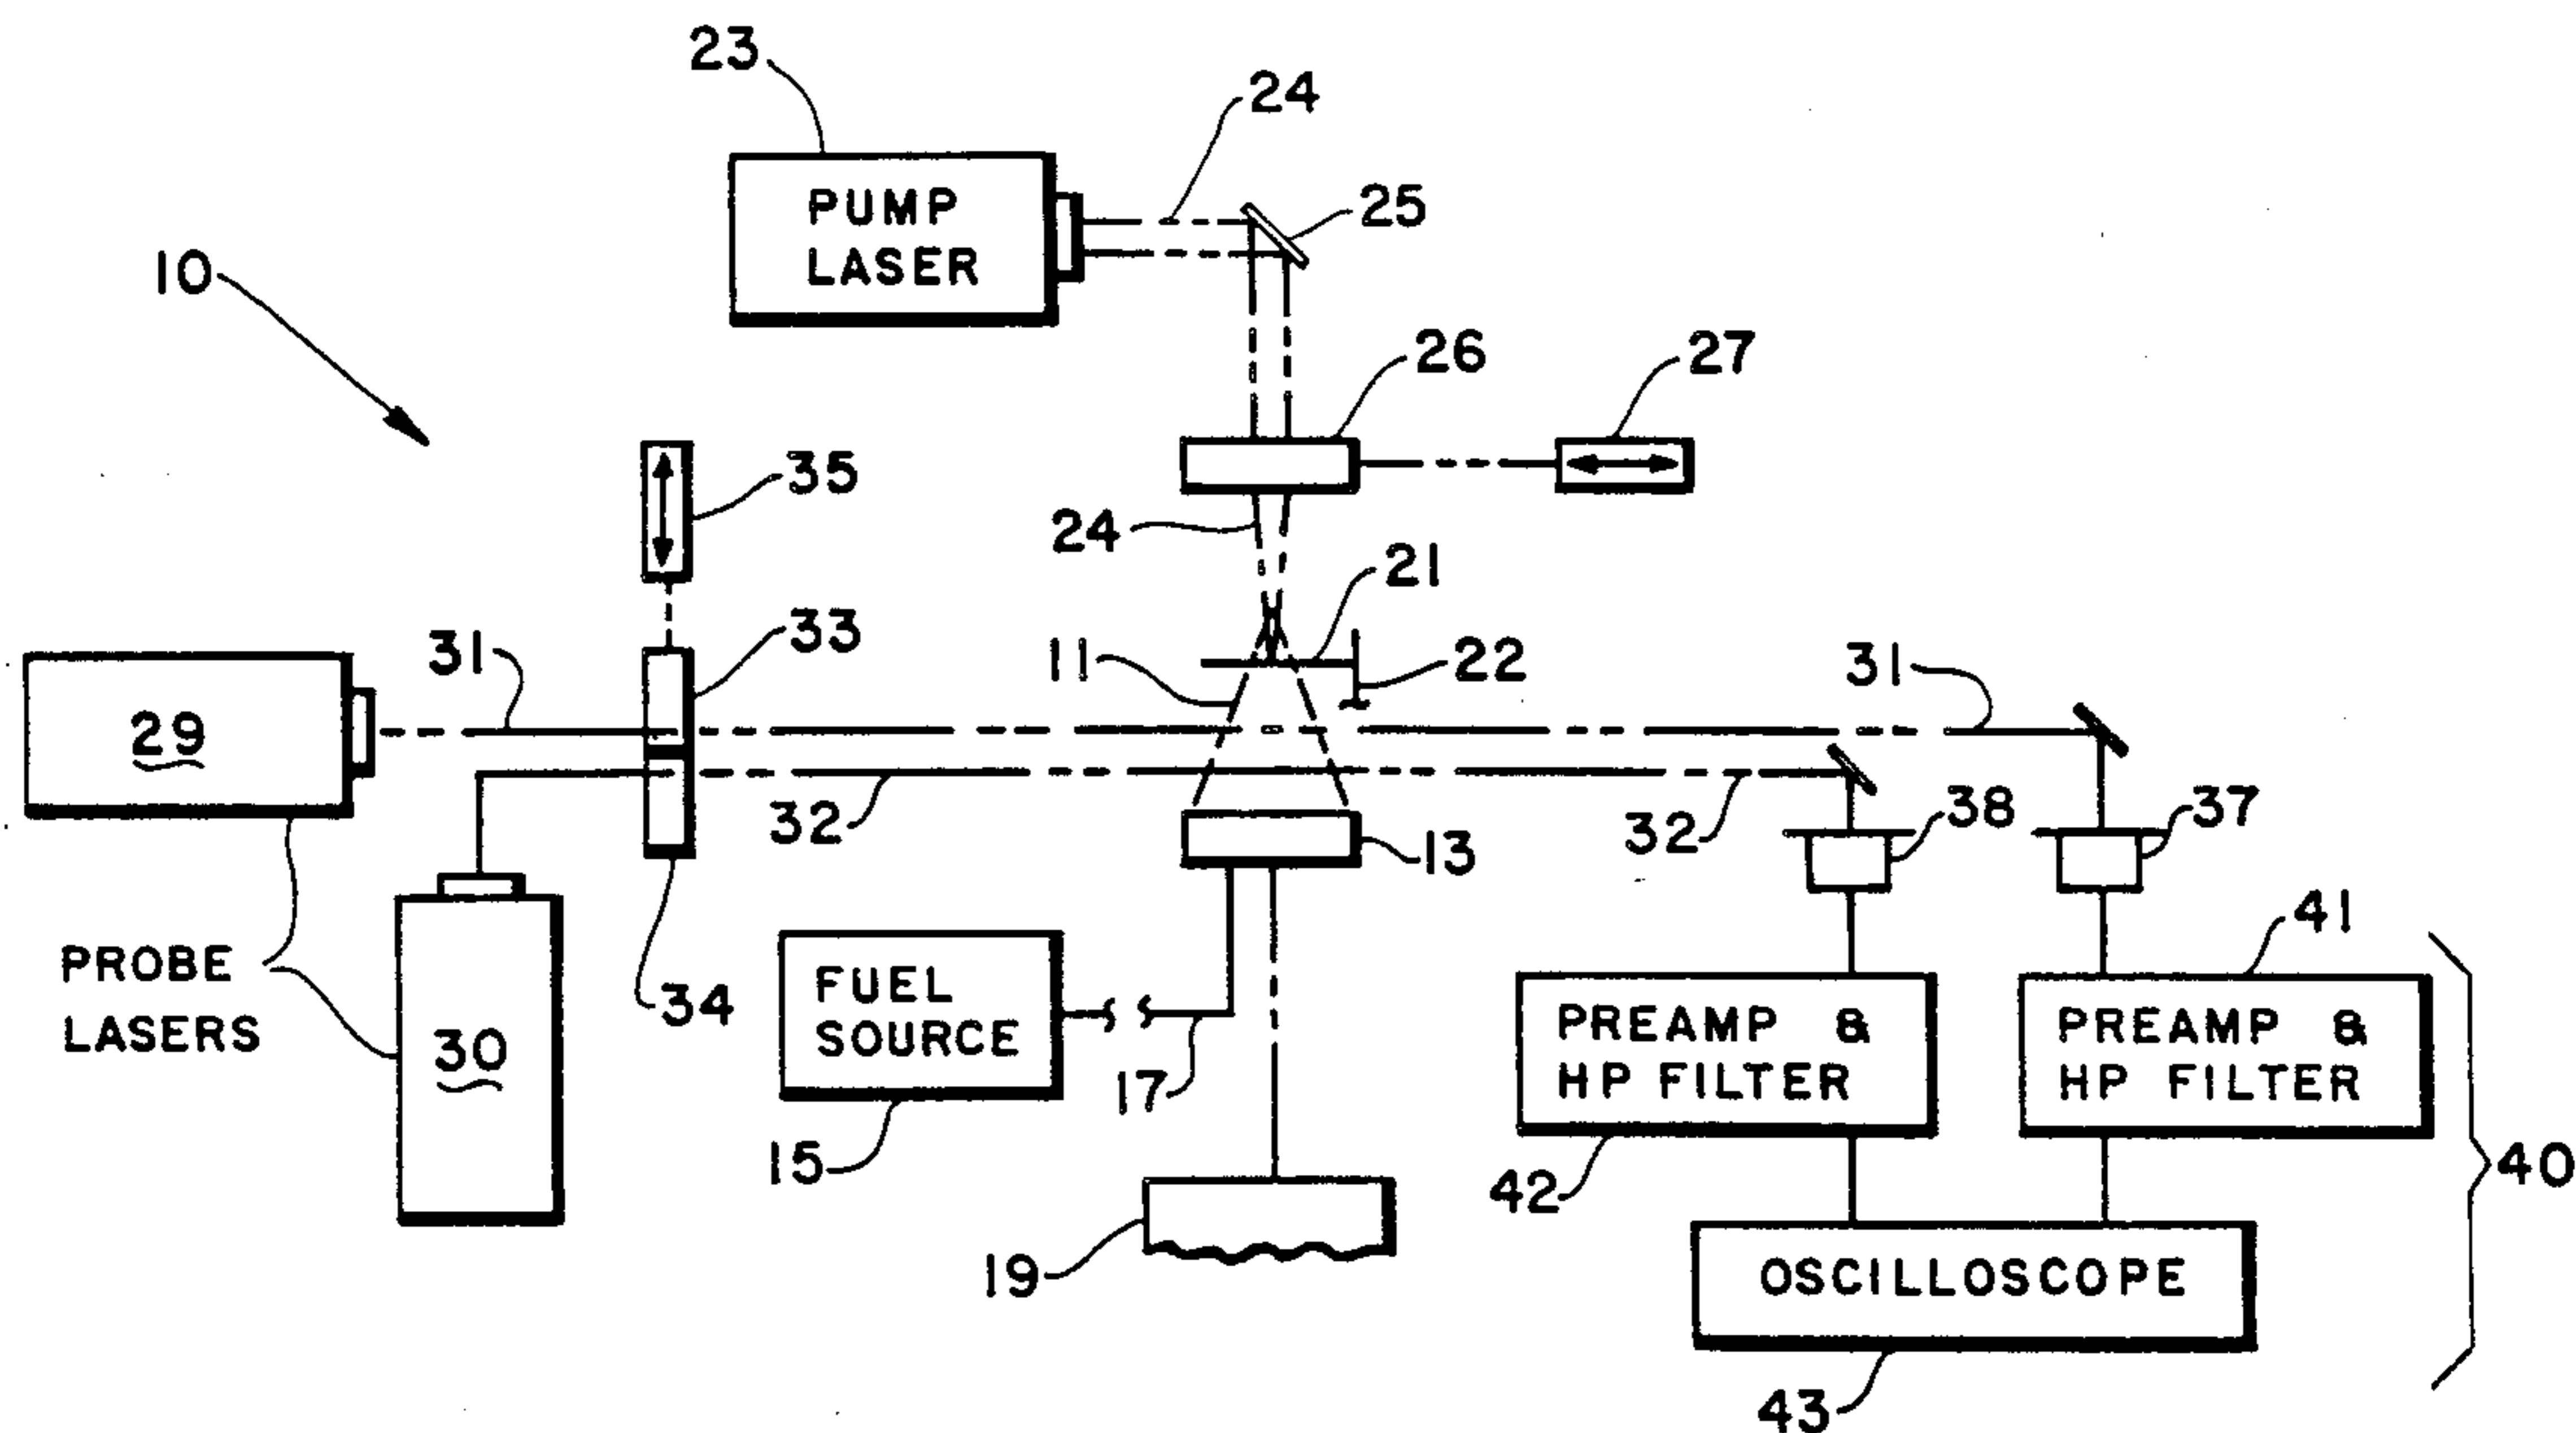 23
24
PUMP
LASER
25
10
26
27
35
24
21
33
31
11
22
31
29
32
32
38
37
13
PROBE
LASERS
34
30
FUEL
SOURCE
17
15
41
PREAMP &
HP FILTER
PREAMP &
HP FILTER
42
40
19
OSCILLOSCOPE
43